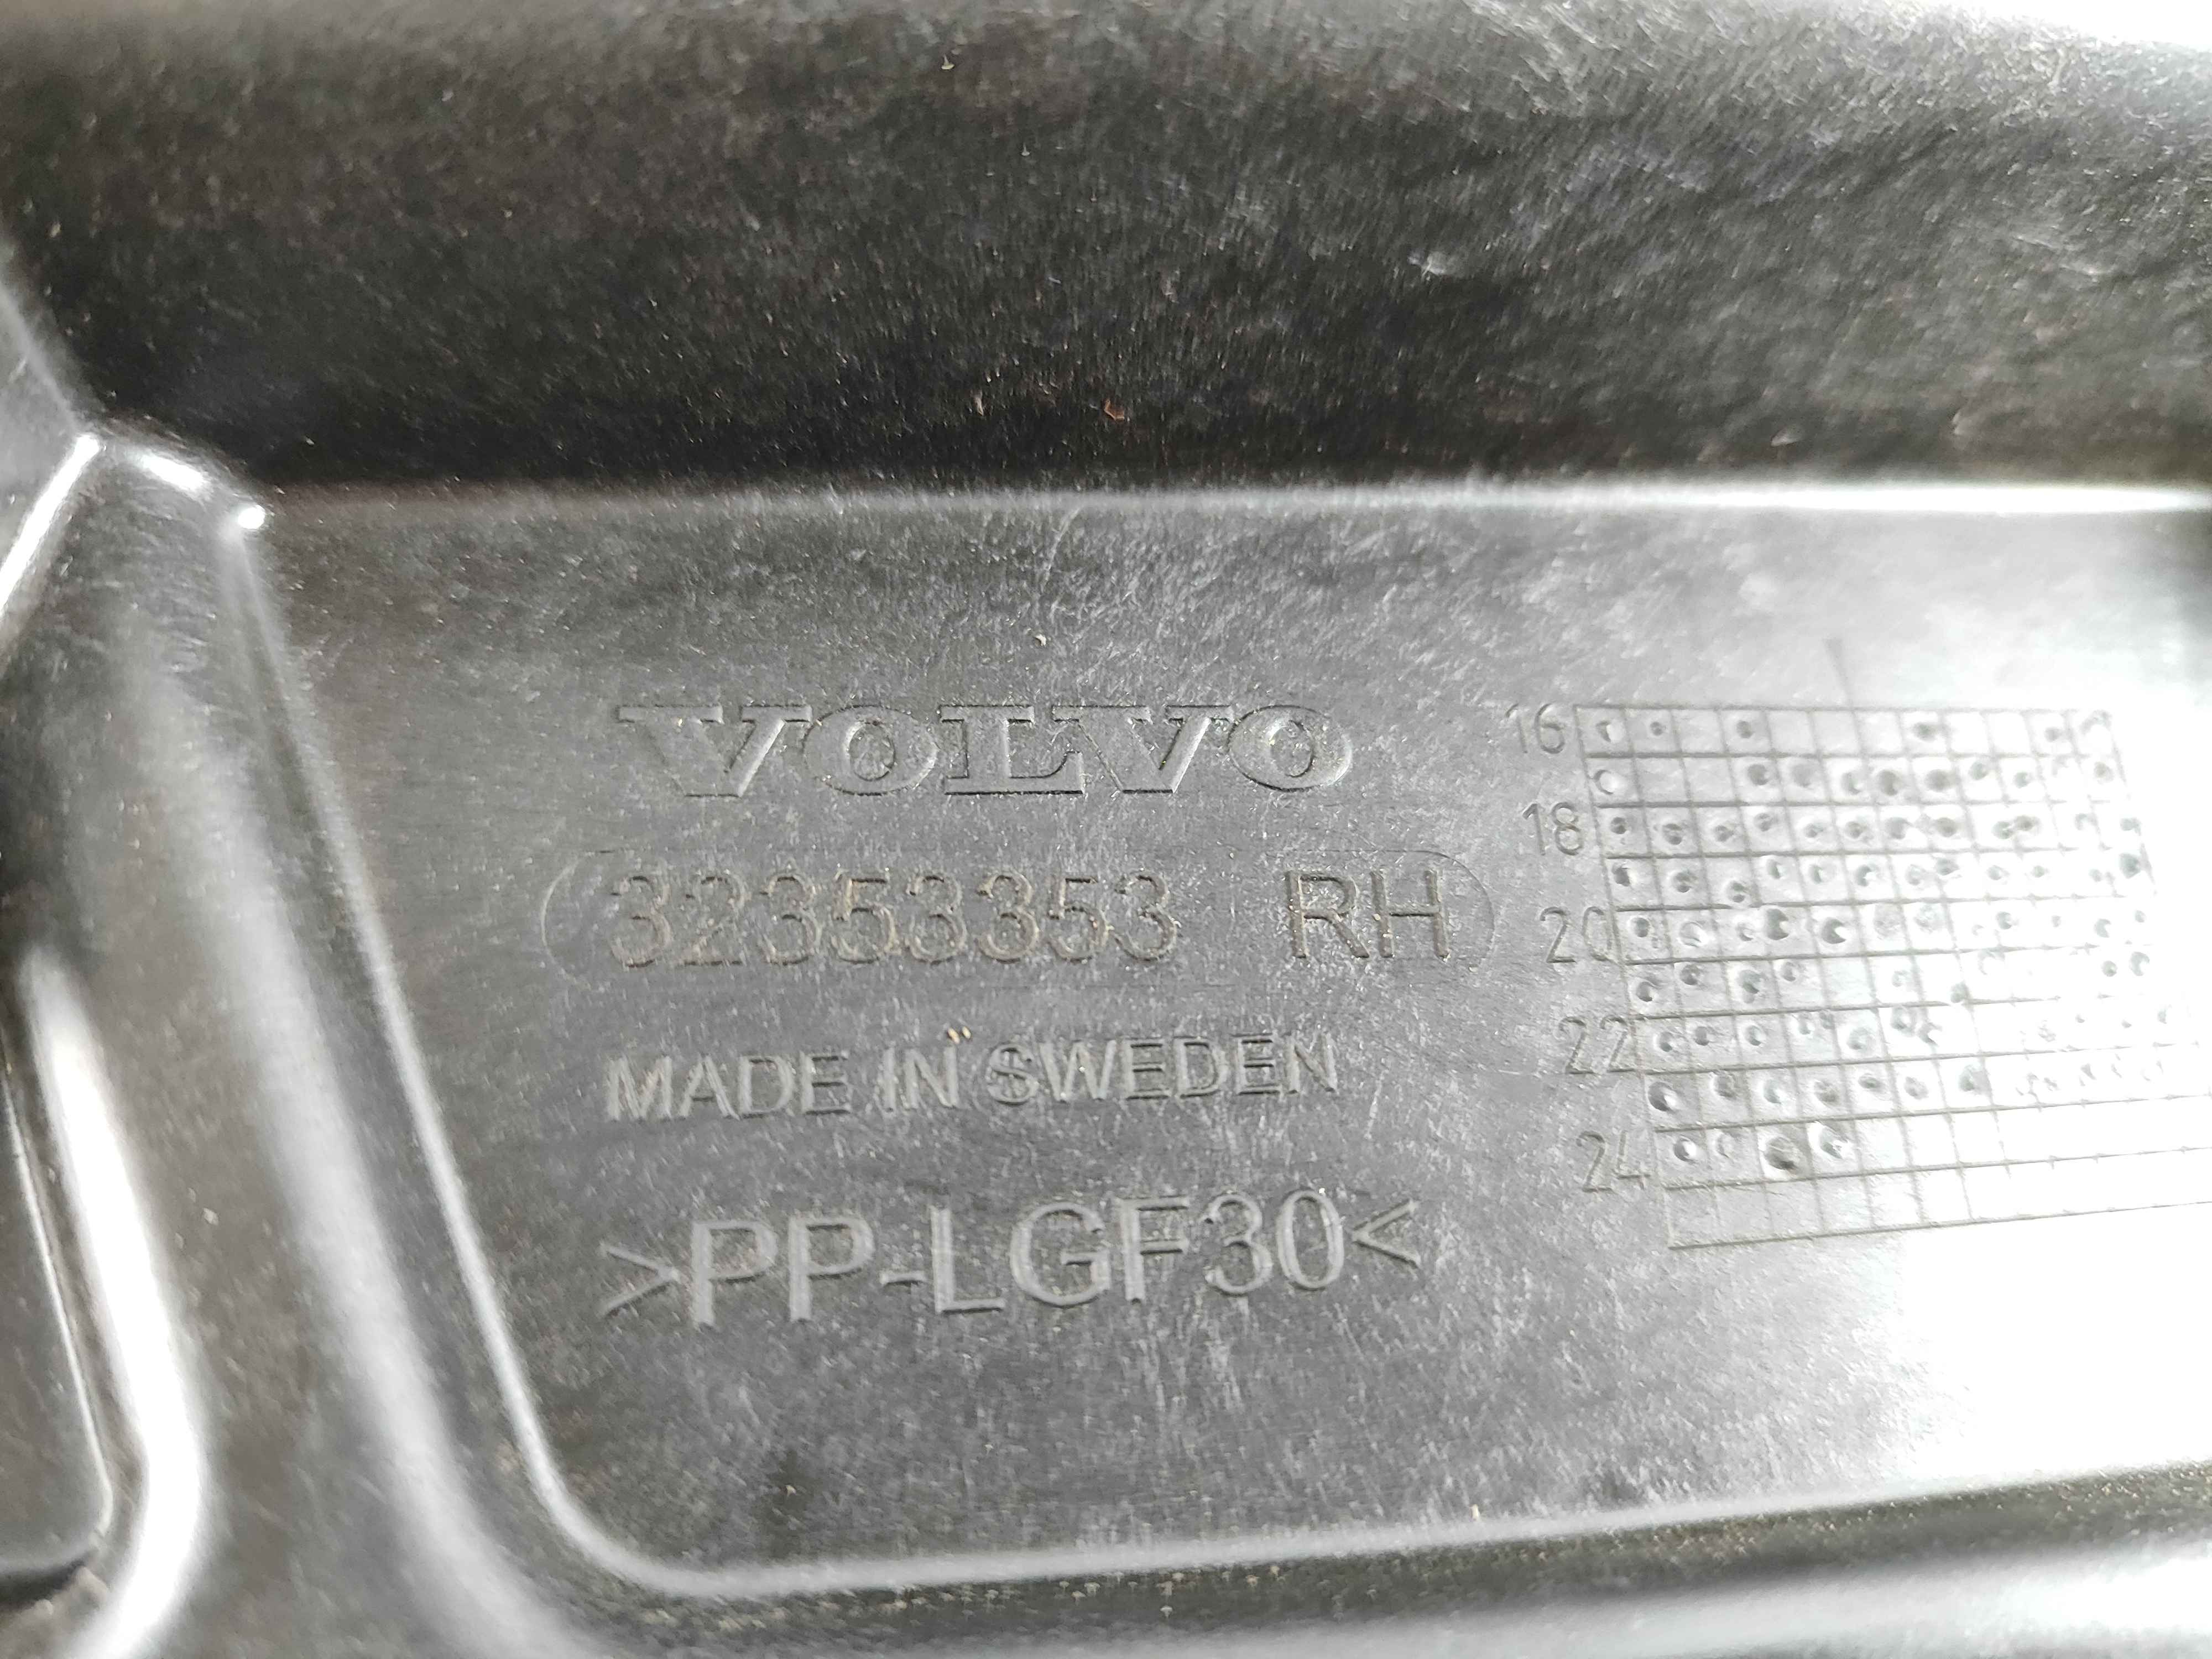 VOLVO
32353353 RH
MADE IN SWEDEN
>PP-LGF30<
16
18
20
22
24